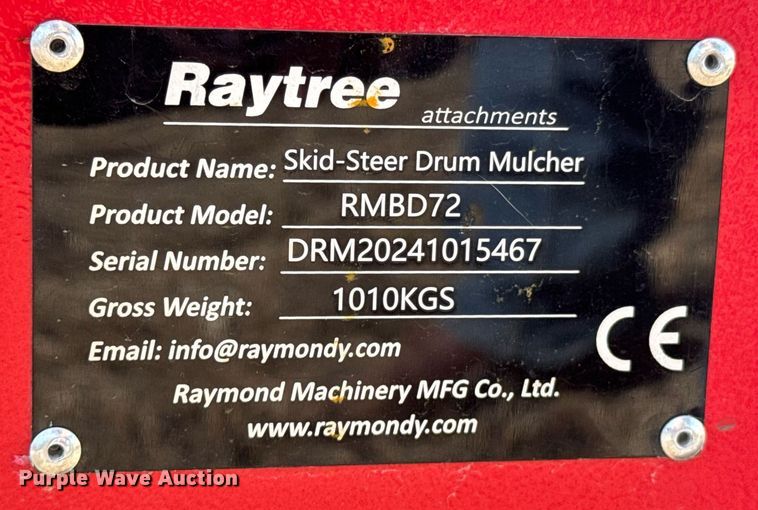 Raytree
attachments
Product Name: Skid-Steer Drum Mulcher
Product Model: RMBD72
Serial Number: DRM20241015467
Gross Weight: 1010KGS
Email: info@raymondy.com
CE
Raymond Machinery MFG Co., Ltd.
www.raymondy.com
Purple Wave Auction